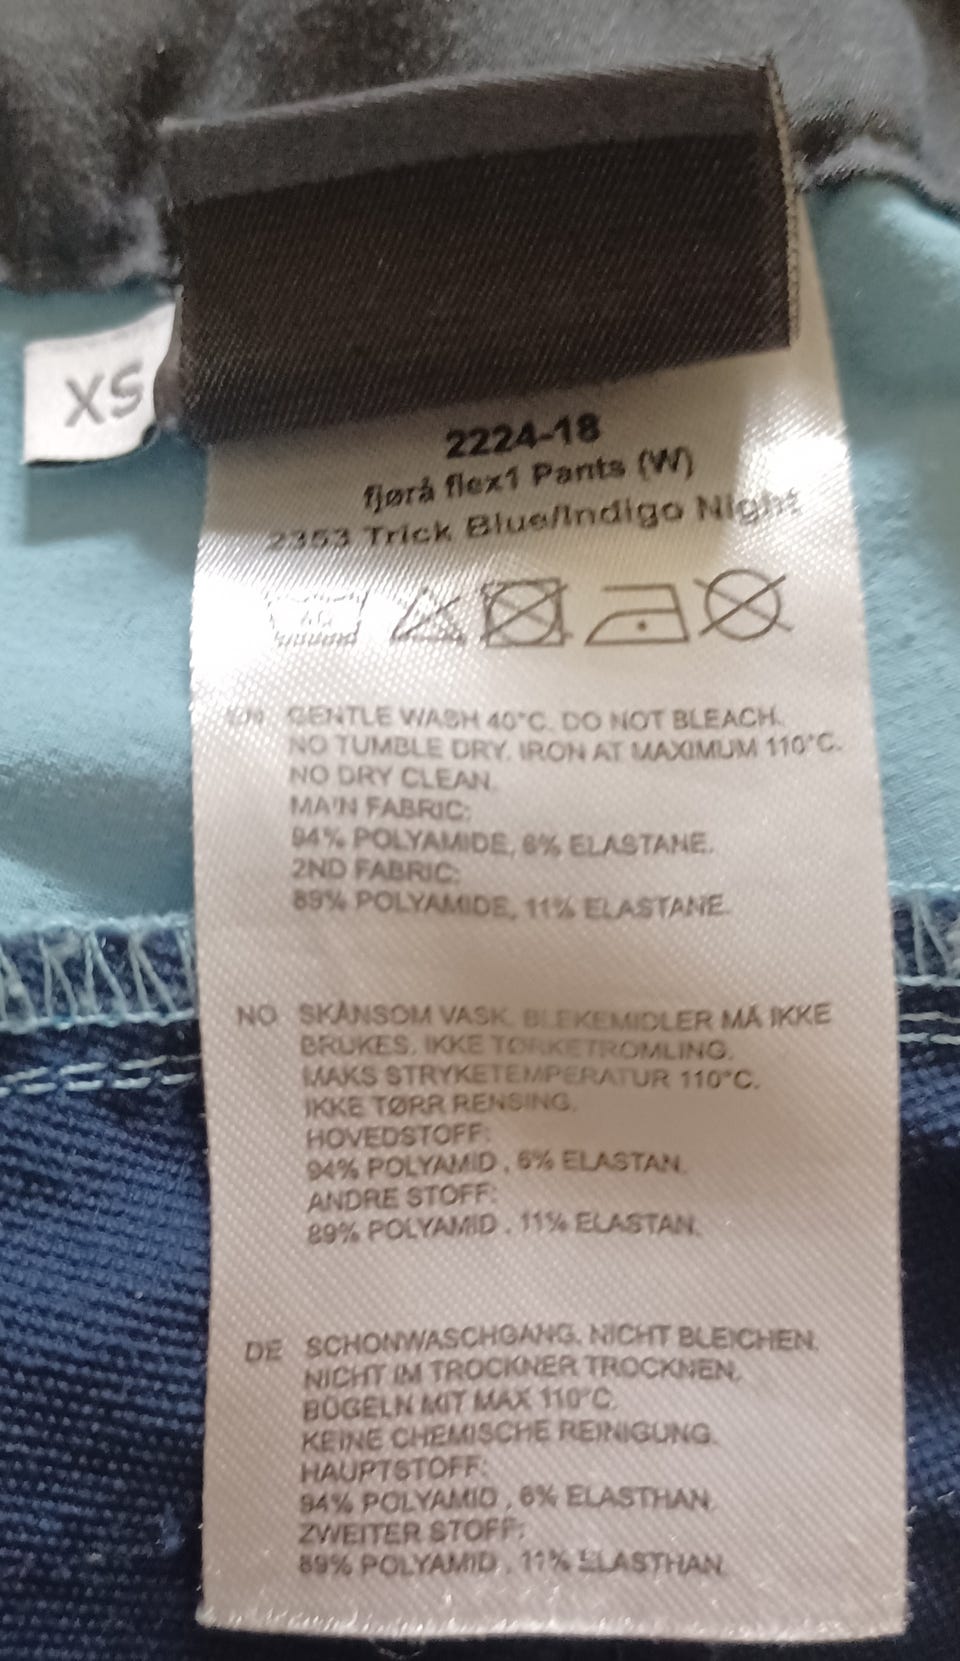 XS
2224-18
fjørå flex1 Pants (W)
2353 Trick Blue/Indigo Night
40
EN GENTLE WASH 40°C. DO NOT BLEACH.
NO TUMBLE DRY. IRON AT MAXIMUM 110°C.
NO DRY CLEAN.
MAIN FABRIC:
94% POLYAMIDE, 6% ELASTANE.
2ND FABRIC:
89% POLYAMIDE, 11% ELASTANE.
NO SKÅNSOM VASK. BLEKEMIDLER MÅ IKKE
BRUKES. IKKE TØRKETROMLING.
MAKS STRYKETEMPERATUR 110°C.
IKKE TØRR RENSING.
HOVEDSTOFF:
94% POLYAMID , 6% ELASTAN.
ANDRE STOFF:
89% POLYAMID , 11% ELASTAN.
DE SCHONWASCHGANG. NICHT BLEICHEN.
NICHT IM TROCKNER TROCKNEN.
BÜGELN MIT MAX 110°C.
KEINE CHEMISCHE REINIGUNG.
HAUPTSTOFF:
94% POLYAMID , 6% ELASTHAN.
ZWEITER STOFF:
89% POLYAMID , 11% ELASTHAN.